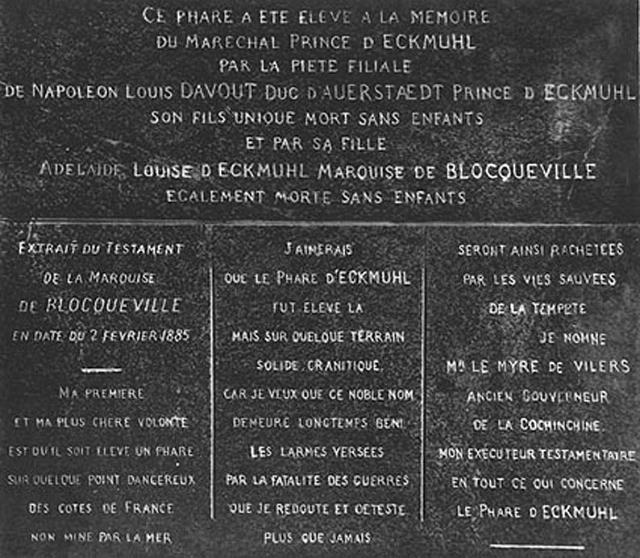 CE PHARE A ETE ELEVE A LA MEMOIRE
DU MARECHAL PRINCE D ECKMUHL
PAR LA PIETE FILIALE
DE NAPOLEON LOUIS DAVOUT DUC D'AUERSTAEDT PRINCE D ECKMUHL
SON FILS UNIQUE MORT SANS ENFANTS
ET PAR SA FILLE
ADELAIDE LOUISE D ECKMUHL MARQUISE DE BLOCQUEVILLE
EGALEMENT MORTE SANS ENFANTS
EXTRAIT DU TESTAMENT
DE LA MARQUISE
DE BLOCQUEVILLE
EN DATE DU 2 FEVRIER 1885
MA PREMIERE
ET MA PLUS CHERE VOLONTE
EST QU'IL SOIT ELEVE UN PHARE
SUR QUELQUE POINT DANGEREUX
DES COTES DE FRANCE
NON MINE PAR LA MER
J'AIMERAIS
QUE LE PHARE D'ECKMUHL
FUT ELEVE LA
MAIS SUR QUELQUE TERRAIN
SOLIDE, GRANITIQUE,
CAR JE VEUX QUE CE NOBLE NOM
DEMEURE LONGTEMPS BENI
LES LARMES VERSEES
PAR LA FATALITE DES GUERRES
QUE JE REDOUTE ET DETESTE
PLUS QUE JAMAIS
SERONT AINSI RACHETEES
PAR LES VIES SAUVEES
DE LA TEMPETE
JE NOMME
MR LE MYRE DE VILERS
ANCIEN GOUVERNEUR
DE LA COCHINCHINE,
MON EXECUTEUR TESTAMENTAIRE
EN TOUT CE QUI CONCERNE
LE PHARE D'ECKMUHL